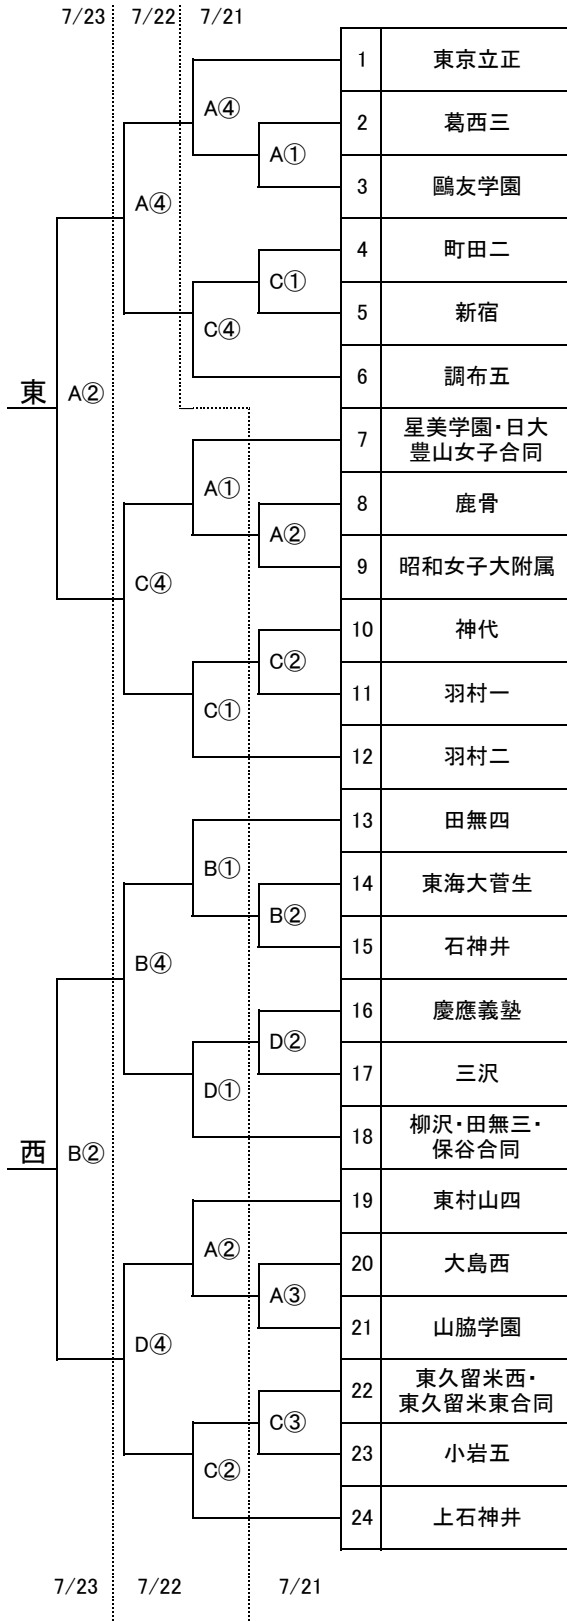 7/23 7/22 7/21
1 東京立正
A④
2 葛西三
A①
3 鷗友学園
A④
4 町田二
C①
5 新宿
C④
6 調布五
東 A②
7 星美学園・日大
豊山女子合同
A①
8 鹿骨
A②
9 昭和女子大附属
C④
10 神代
C②
11 羽村一
C①
12 羽村二
13 田無四
B①
14 東海大菅生
B②
15 石神井
B④
16 慶應義塾
D②
17 三沢
D①
18 柳沢・田無三・
保谷合同
西 B②
19 東村山四
A②
20 大島西
A③
21 山脇学園
D④
22 東久留米西・
東久留米東合同
C③
23 小岩五
C②
24 上石神井
7/23 7/22 7/21